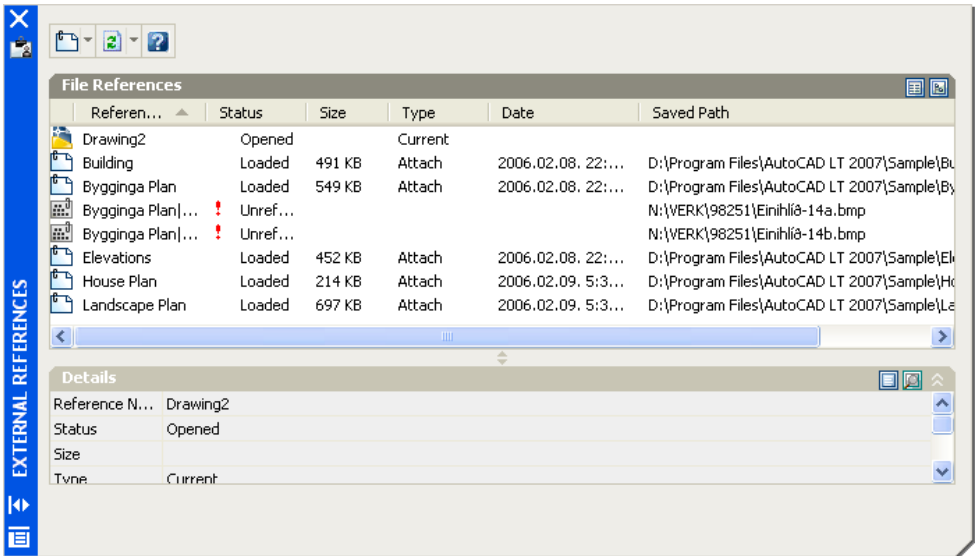 File References
Referen... Status Size Type Date Saved Path
Drawing2 Opened Current
Building Loaded 491 KB Attach 2006.02.08. 22:... D:\Program Files\AutoCAD LT 2007\Sample\Bu
Bygginga Plan Loaded 549 KB Attach 2006.02.08. 22:... D:\Program Files\AutoCAD LT 2007\Sample\By
Bygginga Plan|... ! Unref... N:\VERK\98251\Einihlíð-14a.bmp
Bygginga Plan|... ! Unref... N:\VERK\98251\Einihlíð-14b.bmp
Elevations Loaded 452 KB Attach 2006.02.08. 22:... D:\Program Files\AutoCAD LT 2007\Sample\Ele
House Plan Loaded 214 KB Attach 2006.02.09. 5:3... D:\Program Files\AutoCAD LT 2007\Sample\Ho
Landscape Plan Loaded 697 KB Attach 2006.02.09. 5:3... D:\Program Files\AutoCAD LT 2007\Sample\La
Details
Reference N... Drawing2
Status Opened
Size
Type Current
EXTERNAL REFERENCES